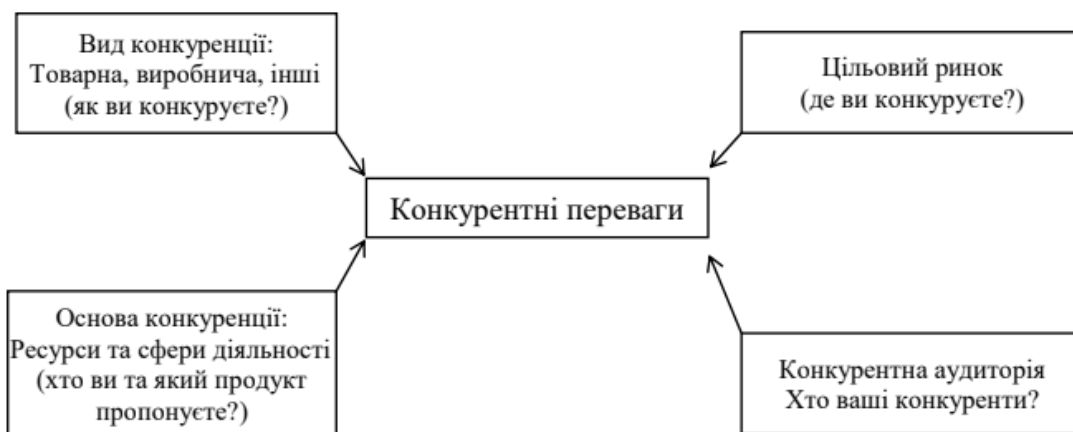 Вид конкуренції:
Товарна, виробнича, інші
(як ви конкуруєте?)
Цільовий ринок
(де ви конкуруєте?)
Конкурентні переваги
Основа конкуренції:
Ресурси та сфери діяльності
(хто ви та який продукт
пропонуєте?)
Конкурентна аудиторія
Хто ваші конкуренти?